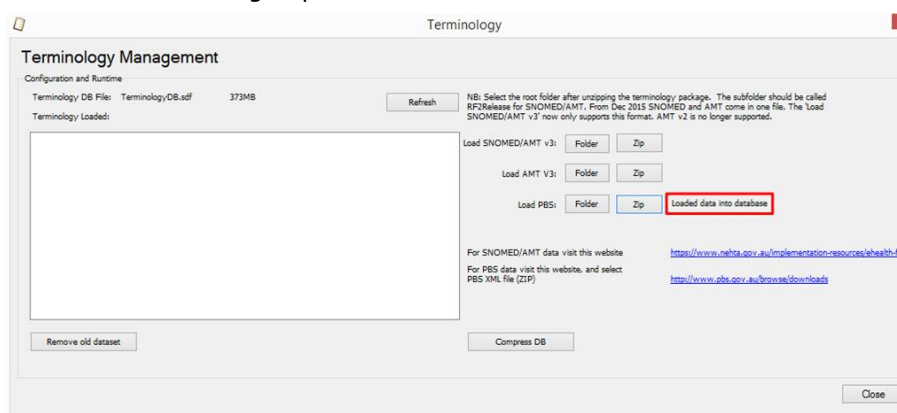 Terminology
Terminology Management
Configuration and Runtime
Terminology DB File: TerminologyDB.sdf 373MB
Refresh
Terminology Loaded:
NB: Select the root folder after unzipping the terminology package. The subfolder should be called
RF2Release for SNOMED/AMT. From Dec 2015 SNOMED and AMT come in one file. The 'Load
SNOMED/AMT v3' now only supports this format. AMT v2 is no longer supported.
Load SNOMED/AMT v3: Folder Zip
Load AMT V3: Folder Zip
Load PBS: Folder Zip Loaded data into database
For SNOMED/AMT data visit this website https://www.nehta.gov.au/implementation-resources/ehealth-f
For PBS data visit this website, and select
PBS XML file (ZIP) http://www.pbs.gov.au/browse/downloads
Remove old dataset Compress DB
Close